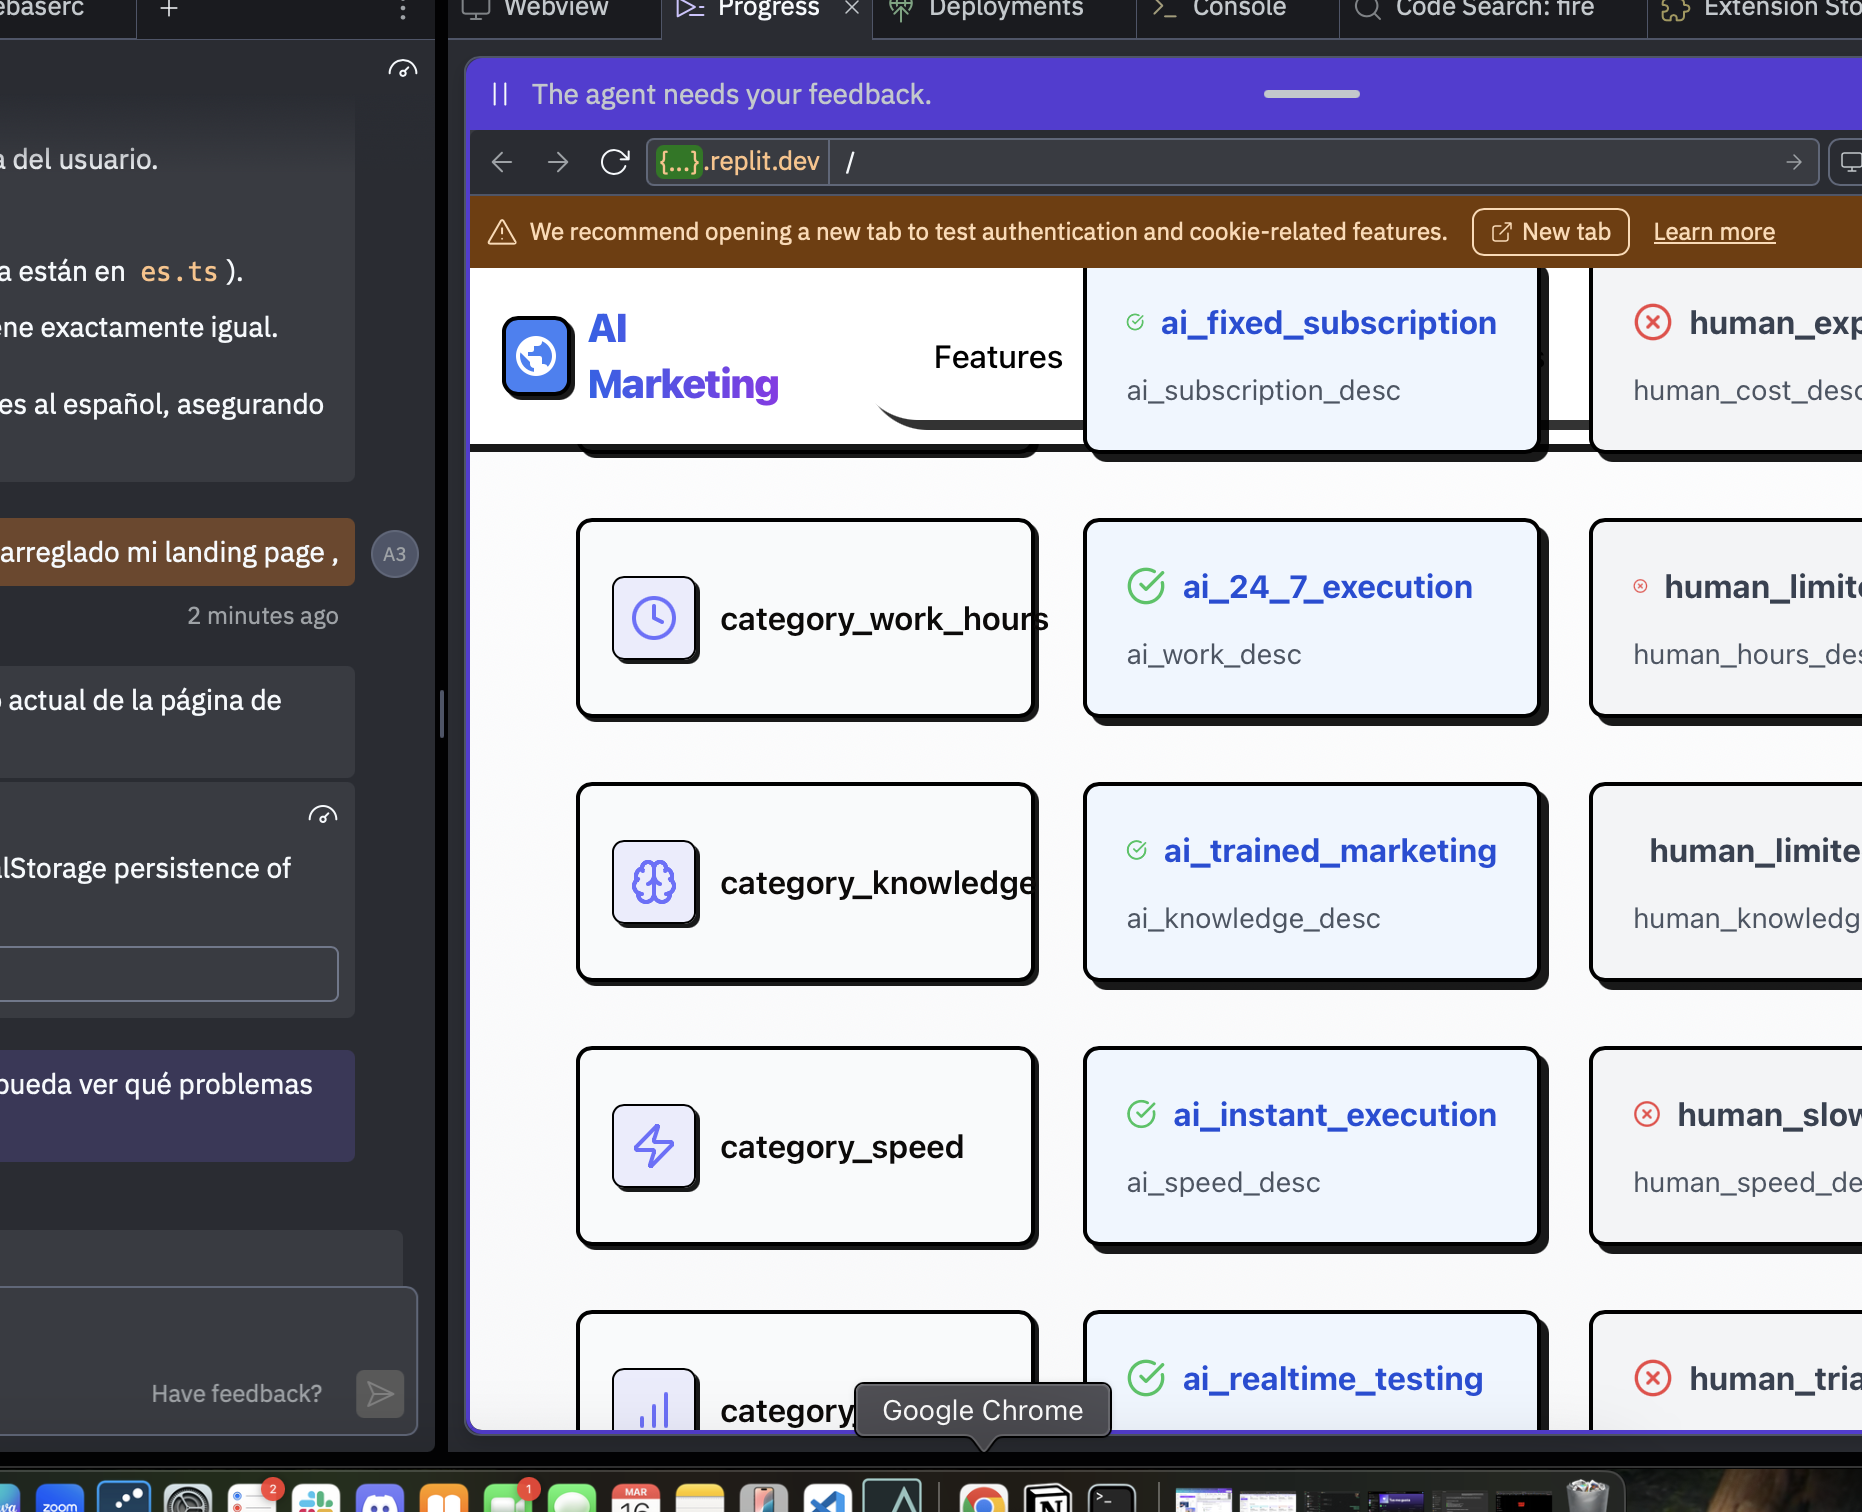 ebaserc
Webview
Progress
Deployments
Console
Code Search: fire
Extension Sto
a del usuario.
a están en es.ts ).
ene exactamente igual.
es al español, asegurando
arreglado mi landing page ,
A3
2 minutes ago
o actual de la página de
alStorage persistence of
pueda ver qué problemas
Have feedback?
The agent needs your feedback.
{...}.replit.dev
/
We recommend opening a new tab to test authentication and cookie-related features.
New tab
Learn more
AI
Marketing
Features
ai_fixed_subscription
ai_subscription_desc
human_exp
human_cost_desc
category_work_hours
ai_24_7_execution
ai_work_desc
human_limite
human_hours_des
category_knowledge
ai_trained_marketing
ai_knowledge_desc
human_limite
human_knowledg
category_speed
ai_instant_execution
ai_speed_desc
human_slow
human_speed_de
category_
ai_realtime_testing
human_tria
Google Chrome
zoom
2
1
MAR
16